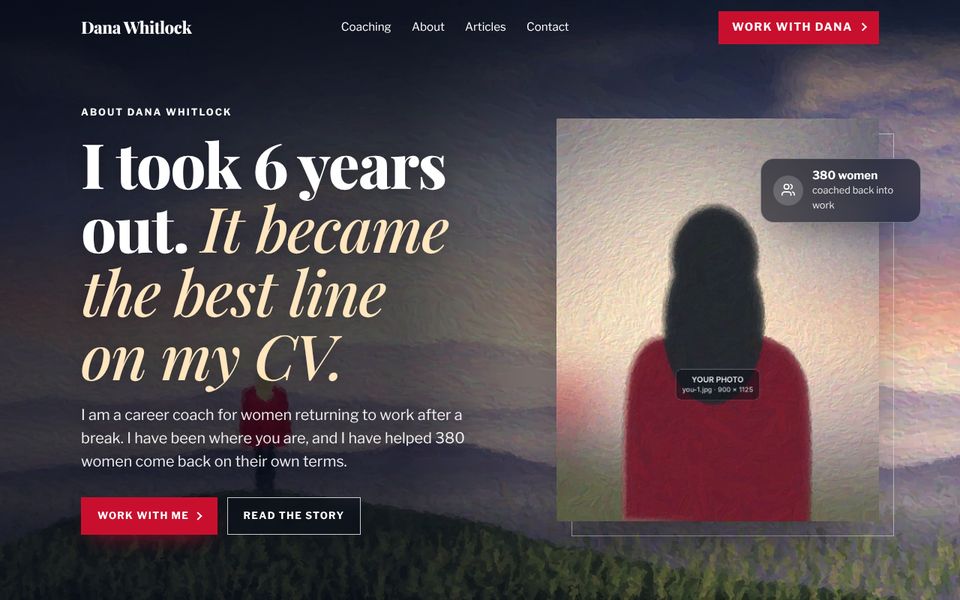 Dana Whitlock
Coaching
About
Articles
Contact
WORK WITH DANA
ABOUT DANA WHITLOCK
I took 6 years
out. It became
the best line
on my CV.
I am a career coach for women returning to work after a
break. I have been where you are, and I have helped 380
women come back on their own terms.
WORK WITH ME
READ THE STORY
380 women
coached back into
work
YOUR PHOTO
you-1.jpg · 900 × 1125